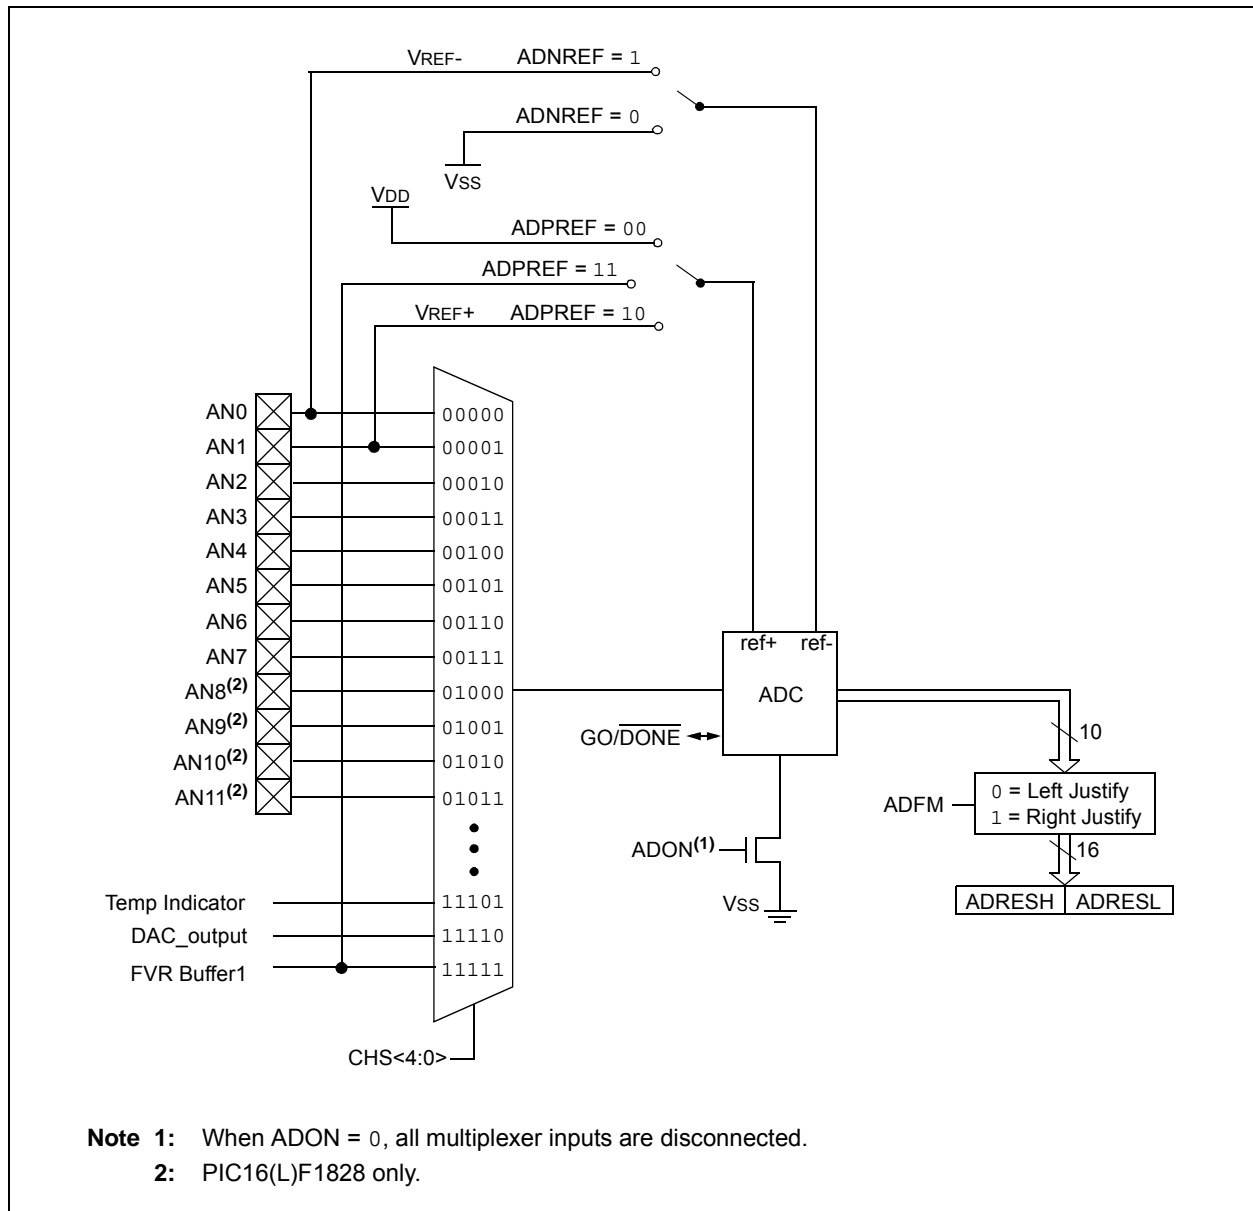 VREF- ADNREF = 1
ADNREF = 0
VSS
VDD
ADPREF = 00
ADPREF = 11
VREF+ ADPREF = 10
AN0 00000
AN1 00001
AN2 00010
AN3 00011
AN4 00100
AN5 00101
AN6 00110
AN7 00111
AN8(2) 01000
AN9(2) 01001
AN10(2) 01010
AN11(2) 01011
Temp Indicator 11101
DAC_output 11110
FVR Buffer1 11111
CHS<4:0>
ref+ ref-
ADC
GO/DONE
ADON(1)
VSS
10
ADFM
0 = Left Justify
1 = Right Justify
16
ADRESH ADRESL
Note 1: When ADON = 0, all multiplexer inputs are disconnected.
2: PIC16(L)F1828 only.